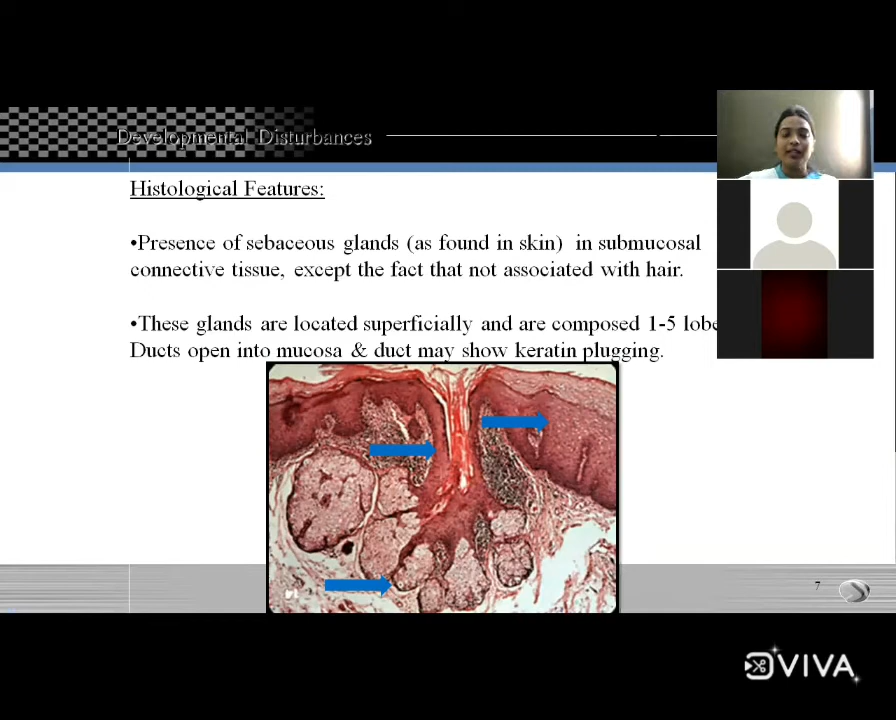 Developmental Disturbances
Histological Features:
•Presence of sebaceous glands (as found in skin) in submucosal
connective tissue, except the fact that not associated with hair.
•These glands are located superficially and are composed 1-5 lobe
Ducts open into mucosa & duct may show keratin plugging.
7
VIVA